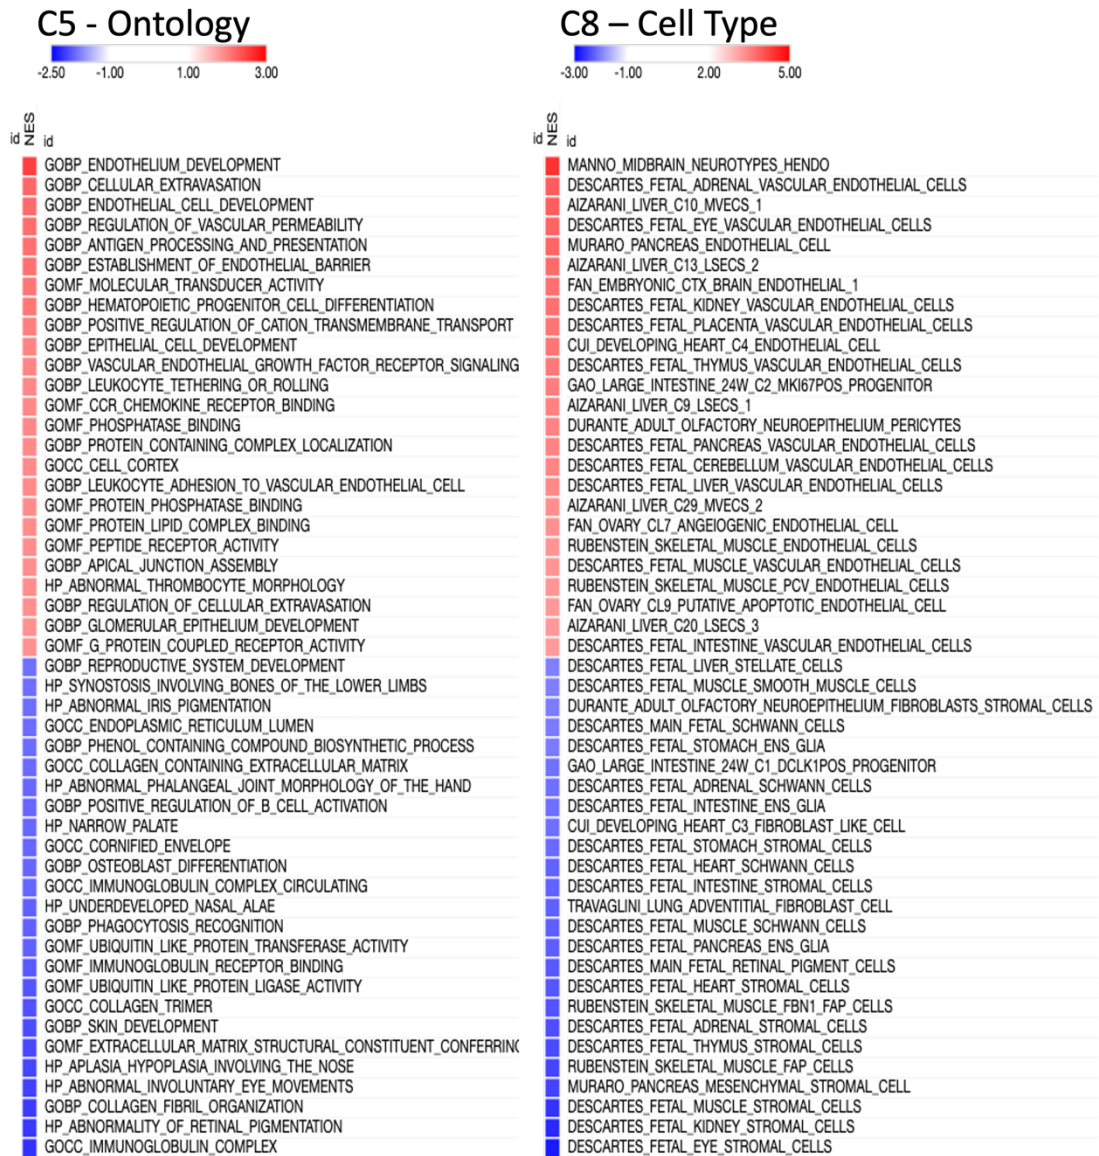 C5 - Ontology
-2.50 -1.00 1.00 3.00
id NES id
GOBP_ENDOTHELIUM_DEVELOPMENT
GOBP_CELLULAR_EXTRAVASATION
GOBP_ENDOTHELIAL_CELL_DEVELOPMENT
GOBP_REGULATION_OF_VASCULAR_PERMEABILITY
GOBP_ANTIGEN_PROCESSING_AND_PRESENTATION
GOBP_ESTABLISHMENT_OF_ENDOTHELIAL_BARRIER
GOMF_MOLECULAR_TRANSDUCER_ACTIVITY
GOBP_HEMATOPOIETIC_PROGENITOR_CELL_DIFFERENTIATION
GOBP_POSITIVE_REGULATION_OF_CATION_TRANSMEMBRANE_TRANSPORT
GOBP_EPITHELIAL_CELL_DEVELOPMENT
GOBP_VASCULAR_ENDOTHELIAL_GROWTH_FACTOR_RECEPTOR_SIGNALING
GOBP_LEUKOCYTE_TETHERING_OR_ROLLING
GOMF_CCR_CHEMOKINE_RECEPTOR_BINDING
GOMF_PHOSPHATASE_BINDING
GOBP_PROTEIN_CONTAINING_COMPLEX_LOCALIZATION
GOCC_CELL_CORTEX
GOBP_LEUKOCYTE_ADHESION_TO_VASCULAR_ENDOTHELIAL_CELL
GOMF_PROTEIN_PHOSPHATASE_BINDING
GOMF_PROTEIN_LIPID_COMPLEX_BINDING
GOMF_PEPTIDE_RECEPTOR_ACTIVITY
GOBP_APICAL_JUNCTION_ASSEMBLY
HP_ABNORMAL_THROMBOCYTE_MORPHOLOGY
GOBP_REGULATION_OF_CELLULAR_EXTRAVASATION
GOBP_GLOMERULAR_EPITHELIUM_DEVELOPMENT
GOMF_G_PROTEIN_COUPLED_RECEPTOR_ACTIVITY
GOBP_REPRODUCTIVE_SYSTEM_DEVELOPMENT
HP_SYNOSTOSIS_INVOLVING_BONES_OF_THE_LOWER_LIMBS
HP_ABNORMAL_IRIS_PIGMENTATION
GOCC_ENDOPLASMIC_RETICULUM_LUMEN
GOBP_PHENOL_CONTAINING_COMPOUND_BIOSYNTHETIC_PROCESS
GOCC_COLLAGEN_CONTAINING_EXTRACELLULAR_MATRIX
HP_ABNORMAL_PHALANGEAL_JOINT_MORPHOLOGY_OF_THE_HAND
GOBP_POSITIVE_REGULATION_OF_B_CELL_ACTIVATION
HP_NARROW_PALATE
GOCC_CORNIFIED_ENVELOPE
GOBP_OSTEOBLAST_DIFFERENTIATION
GOCC_IMMUNOGLOBULIN_COMPLEX_CIRCULATING
HP_UNDERDEVELOPED_NASAL_ALAE
GOBP_PHAGOCYTOSIS_RECOGNITION
GOMF_UBIQUITIN_LIKE_PROTEIN_TRANSFERASE_ACTIVITY
GOMF_IMMUNOGLOBULIN_RECEPTOR_BINDING
GOMF_UBIQUITIN_LIKE_PROTEIN_LIGASE_ACTIVITY
GOCC_COLLAGEN_TRIMER
GOBP_SKIN_DEVELOPMENT
GOMF_EXTRACELLULAR_MATRIX_STRUCTURAL_CONSTITUENT_CONFERRING
HP_APLASIA_HYPOPLASIA_INVOLVING_THE_NOSE
HP_ABNORMAL_INVOLUNTARY_EYE_MOVEMENTS
GOBP_COLLAGEN_FIBRIL_ORGANIZATION
HP_ABNORMALITY_OF_RETINAL_PIGMENTATION
GOCC_IMMUNOGLOBULIN_COMPLEX
C8 – Cell Type
-3.00 -1.00 2.00 5.00
id NES id
MANNO_MIDBRAIN_NEUROTYPES_HENDO
DESCARTES_FETAL_ADRENAL_VASCULAR_ENDOTHELIAL_CELLS
AIZARANI_LIVER_C10_MVECS_1
DESCARTES_FETAL_EYE_VASCULAR_ENDOTHELIAL_CELLS
MURARO_PANCREAS_ENDOTHELIAL_CELL
AIZARANI_LIVER_C13_LSECS_2
FAN_EMBRYONIC_CTX_BRAIN_ENDOTHELIAL_1
DESCARTES_FETAL_KIDNEY_VASCULAR_ENDOTHELIAL_CELLS
DESCARTES_FETAL_PLACENTA_VASCULAR_ENDOTHELIAL_CELLS
CUI_DEVELOPING_HEART_C4_ENDOTHELIAL_CELL
DESCARTES_FETAL_THYMUS_VASCULAR_ENDOTHELIAL_CELLS
GAO_LARGE_INTESTINE_24W_C2_MKI67POS_PROGENITOR
AIZARANI_LIVER_C9_LSECS_1
DURANTE_ADULT_OLFACTORY_NEUROEPITHELIUM_PERICYTES
DESCARTES_FETAL_PANCREAS_VASCULAR_ENDOTHELIAL_CELLS
DESCARTES_FETAL_CEREBELLUM_VASCULAR_ENDOTHELIAL_CELLS
DESCARTES_FETAL_LIVER_VASCULAR_ENDOTHELIAL_CELLS
AIZARANI_LIVER_C29_MVECS_2
FAN_OVARY_CL7_ANGEIOGENIC_ENDOTHELIAL_CELL
RUBENSTEIN_SKELETAL_MUSCLE_ENDOTHELIAL_CELLS
DESCARTES_FETAL_MUSCLE_VASCULAR_ENDOTHELIAL_CELLS
RUBENSTEIN_SKELETAL_MUSCLE_PCV_ENDOTHELIAL_CELLS
FAN_OVARY_CL9_PUTATIVE_APOPTOTIC_ENDOTHELIAL_CELL
AIZARANI_LIVER_C20_LSECS_3
DESCARTES_FETAL_INTESTINE_VASCULAR_ENDOTHELIAL_CELLS
DESCARTES_FETAL_LIVER_STELLATE_CELLS
DESCARTES_FETAL_MUSCLE_SMOOTH_MUSCLE_CELLS
DURANTE_ADULT_OLFACTORY_NEUROEPITHELIUM_FIBROBLASTS_STROMAL_CELLS
DESCARTES_MAIN_FETAL_SCHWANN_CELLS
DESCARTES_FETAL_STOMACH_ENS_GLIA
GAO_LARGE_INTESTINE_24W_C1_DCLK1POS_PROGENITOR
DESCARTES_FETAL_ADRENAL_SCHWANN_CELLS
DESCARTES_FETAL_INTESTINE_ENS_GLIA
CUI_DEVELOPING_HEART_C3_FIBROBLAST_LIKE_CELL
DESCARTES_FETAL_STOMACH_STROMAL_CELLS
DESCARTES_FETAL_HEART_SCHWANN_CELLS
DESCARTES_FETAL_INTESTINE_STROMAL_CELLS
TRAVAGLINI_LUNG_ADVENTITIAL_FIBROBLAST_CELL
DESCARTES_FETAL_MUSCLE_SCHWANN_CELLS
DESCARTES_FETAL_PANCREAS_ENS_GLIA
DESCARTES_MAIN_FETAL_RETINAL_PIGMENT_CELLS
DESCARTES_FETAL_HEART_STROMAL_CELLS
RUBENSTEIN_SKELETAL_MUSCLE_FBN1_FAP_CELLS
DESCARTES_FETAL_ADRENAL_STROMAL_CELLS
DESCARTES_FETAL_THYMUS_STROMAL_CELLS
RUBENSTEIN_SKELETAL_MUSCLE_FAP_CELLS
MURARO_PANCREAS_MESENCHYMAL_STROMAL_CELL
DESCARTES_FETAL_MUSCLE_STROMAL_CELLS
DESCARTES_FETAL_KIDNEY_STROMAL_CELLS
DESCARTES_FETAL_EYE_STROMAL_CELLS